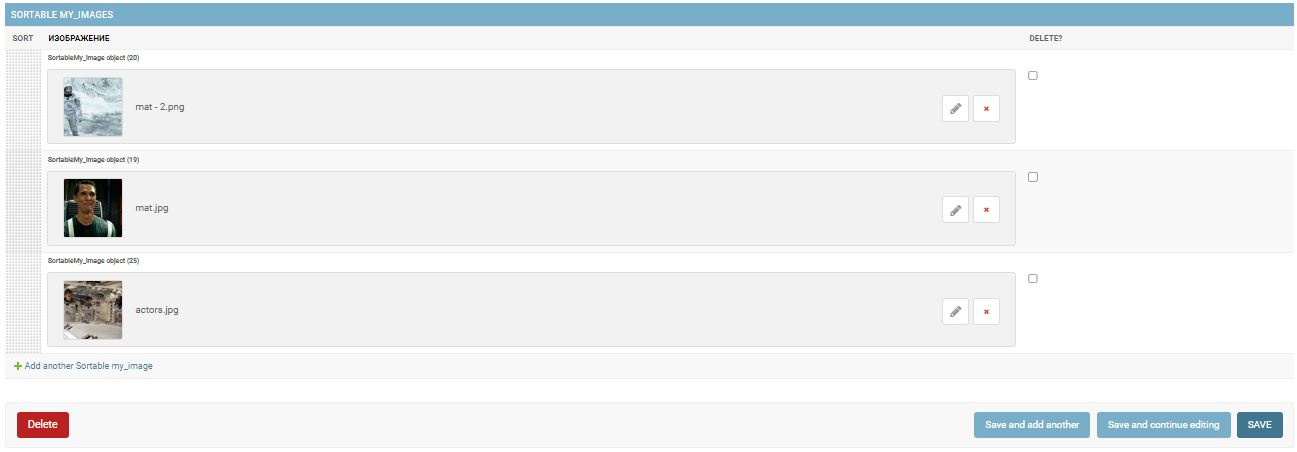 SORTABLE MY_IMAGES
SORT ИЗОБРАЖЕНИЕ DELETE?
SortableMy_Image object (20)
mat - 2.png
SortableMy_Image object (19)
mat.jpg
SortableMy_Image object (25)
actors.jpg
Add another Sortable my_image
Delete Save and add another Save and continue editing SAVE